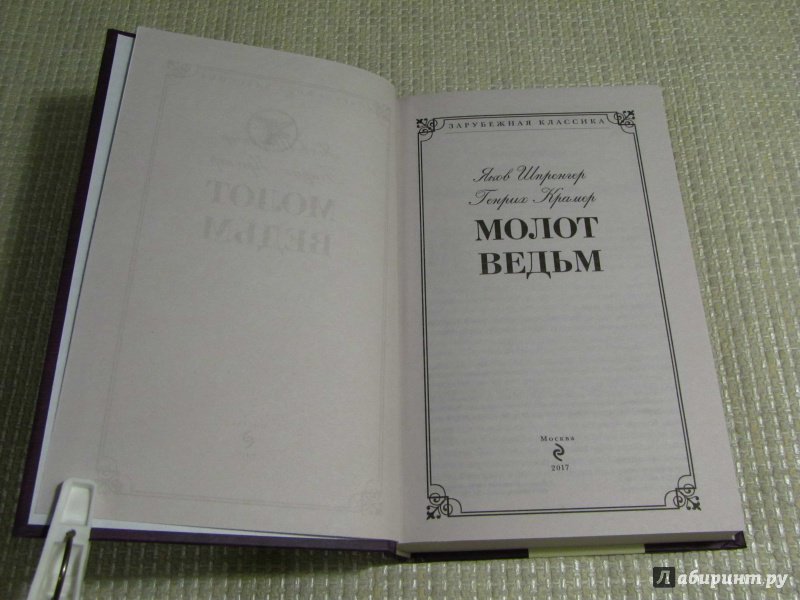 ЗАРУБЕЖНАЯ КЛАССИКА
Яков Шпренгер
Генрих Крамер
МОЛОТ
ВЕДЬМ
Москва
2017
Лабиринт.ру